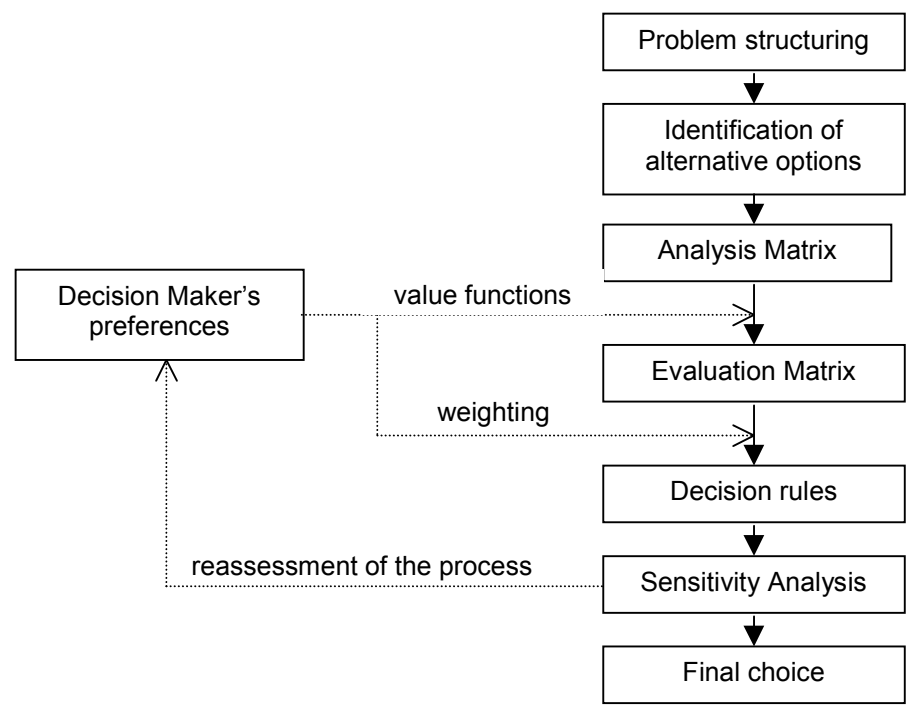 Problem structuring
Identification of
alternative options
Analysis Matrix
Decision Maker's
preferences
value functions
Evaluation Matrix
weighting
Decision rules
reassessment of the process
Sensitivity Analysis
Final choice